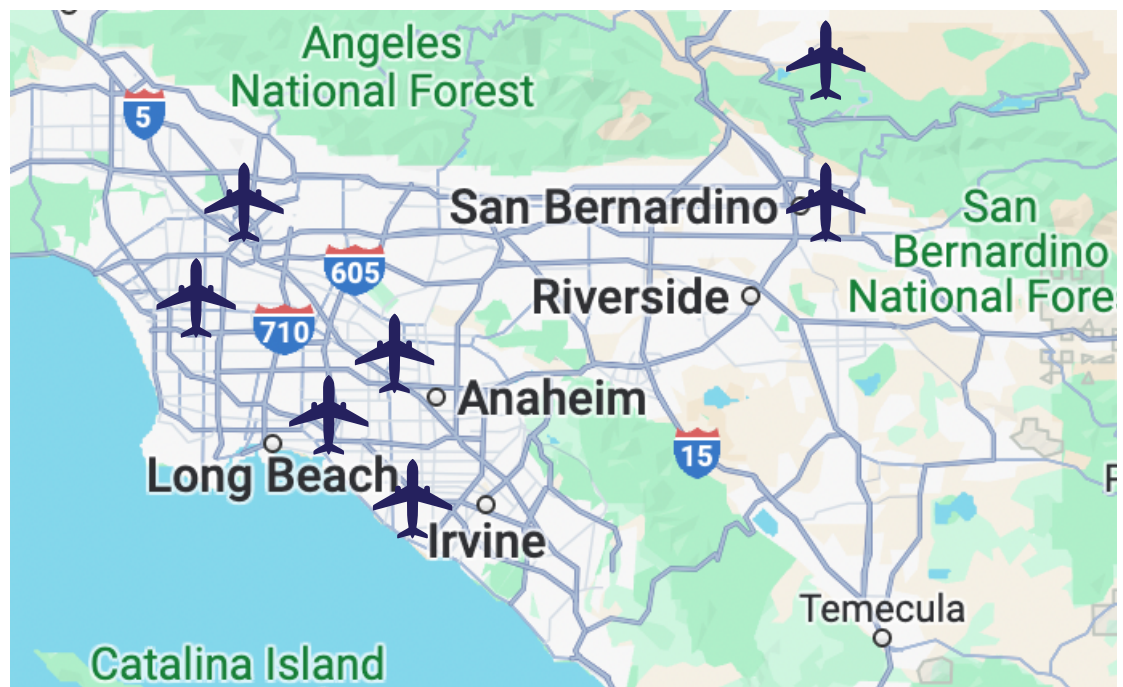 Angeles
National Forest
5
San Bernardino
San
Bernardino
National Fore
605
Riverside
710
Anaheim
15
Long Beach
Irvine
Temecula
Catalina Island